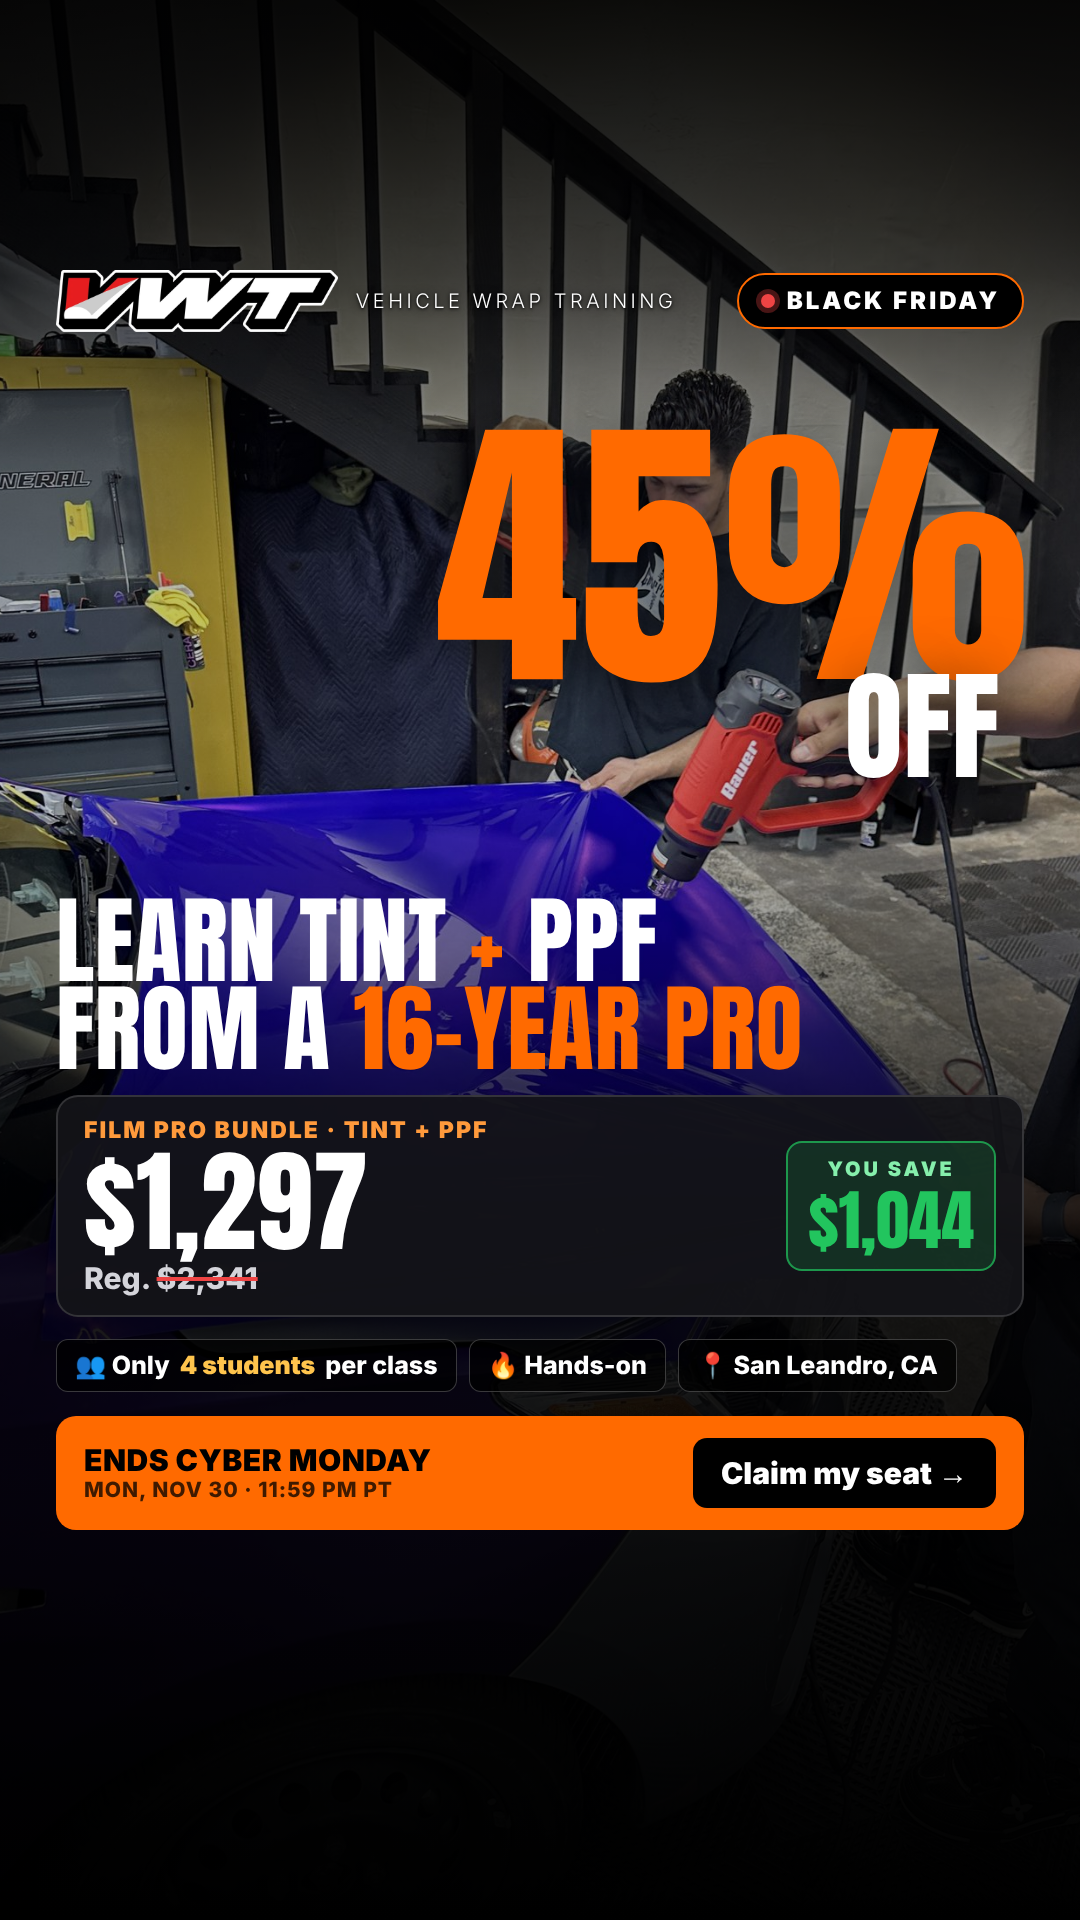 VWT
VEHICLE WRAP TRAINING
BLACK FRIDAY
45%
OFF
NERAL
Bauer
LEARN TINT + PPF
FROM A 16-YEAR PRO
FILM PRO BUNDLE · TINT + PPF
$1,297
Reg. $2,341
YOU SAVE
$1,044
👥 Only 4 students per class
🔥 Hands-on
📍 San Leandro, CA
ENDS CYBER MONDAY
MON, NOV 30 · 11:59 PM PT
Claim my seat →